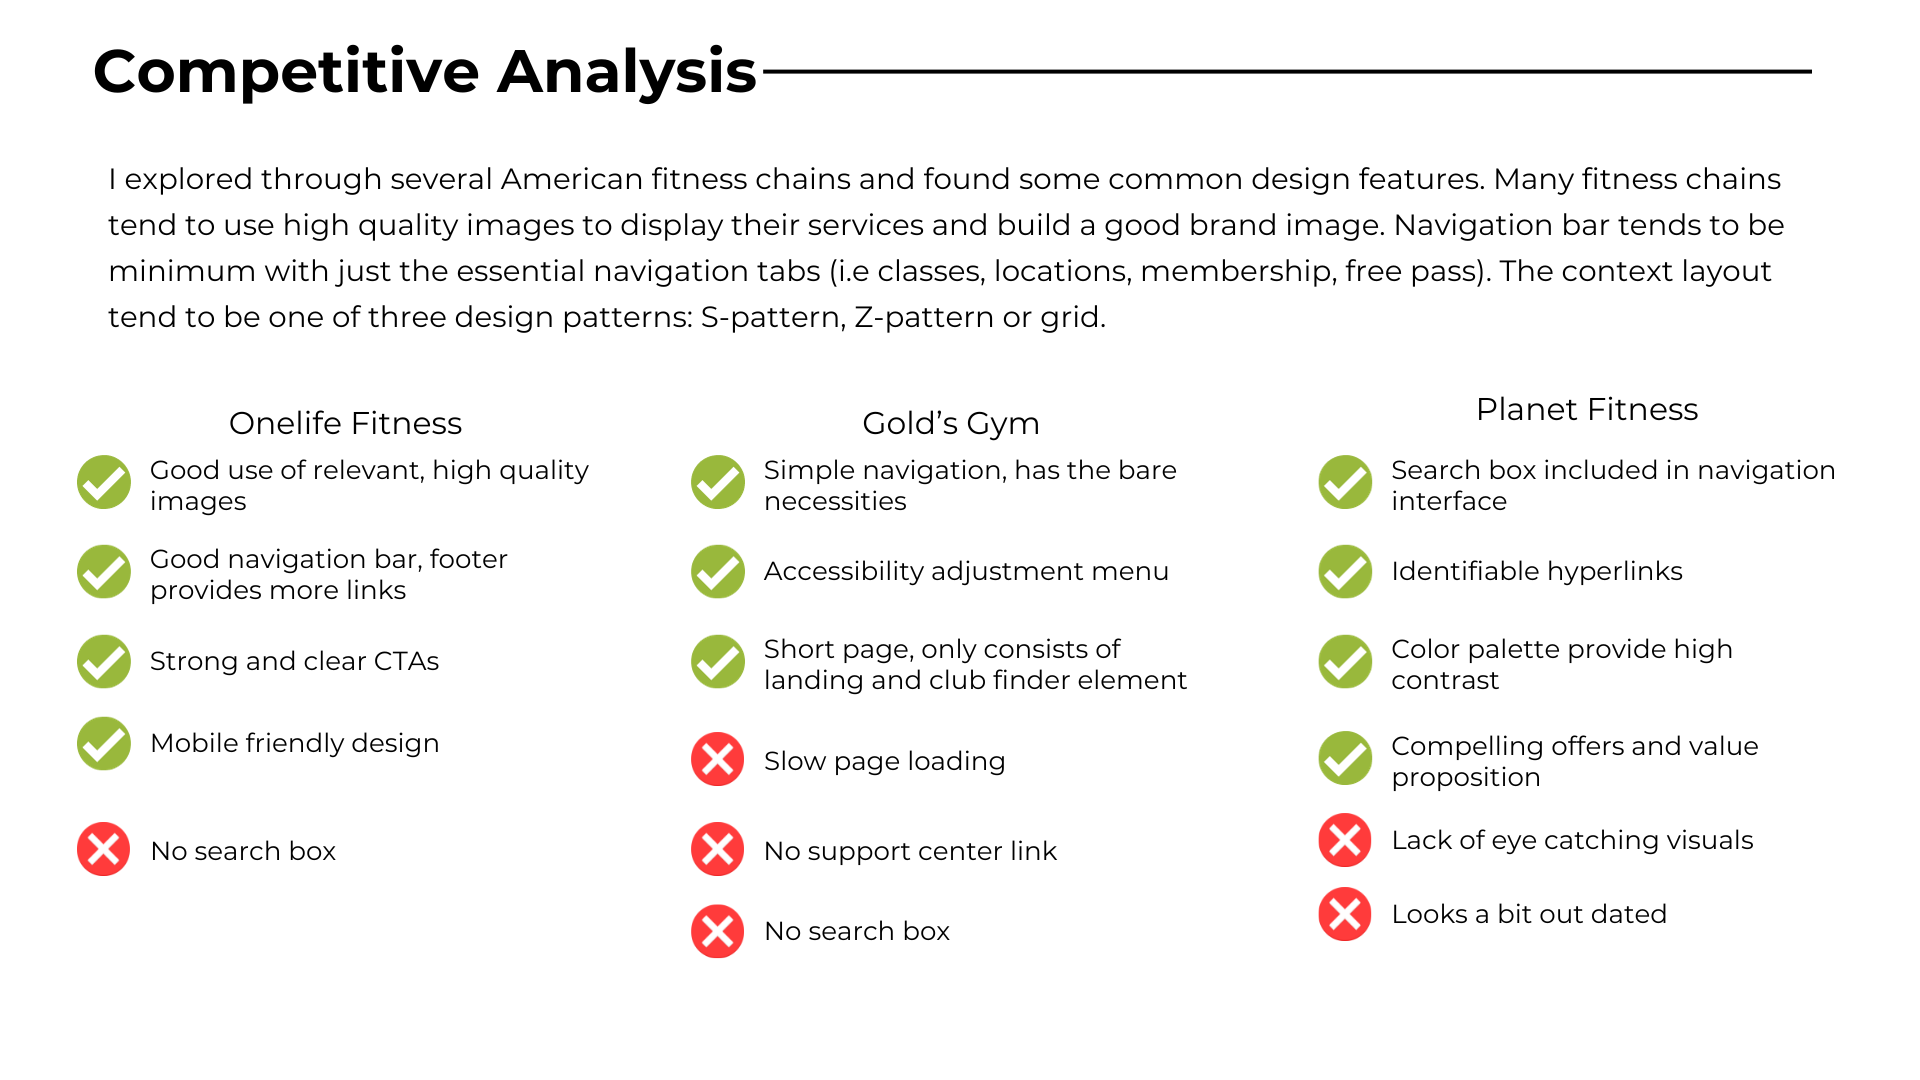 Competitive Analysis
I explored through several American fitness chains and found some common design features. Many fitness chains
tend to use high quality images to display their services and build a good brand image. Navigation bar tends to be
minimum with just the essential navigation tabs (i.e classes, locations, membership, free pass). The context layout
tend to be one of three design patterns: S-pattern, Z-pattern or grid.
Onelife Fitness
Good use of relevant, high quality
images
Good navigation bar, footer
provides more links
Strong and clear CTAs
Mobile friendly design
No search box
Gold’s Gym
Simple navigation, has the bare
necessities
Accessibility adjustment menu
Short page, only consists of
landing and club finder element
Slow page loading
No support center link
No search box
Planet Fitness
Search box included in navigation
interface
Identifiable hyperlinks
Color palette provide high
contrast
Compelling offers and value
proposition
Lack of eye catching visuals
Looks a bit out dated